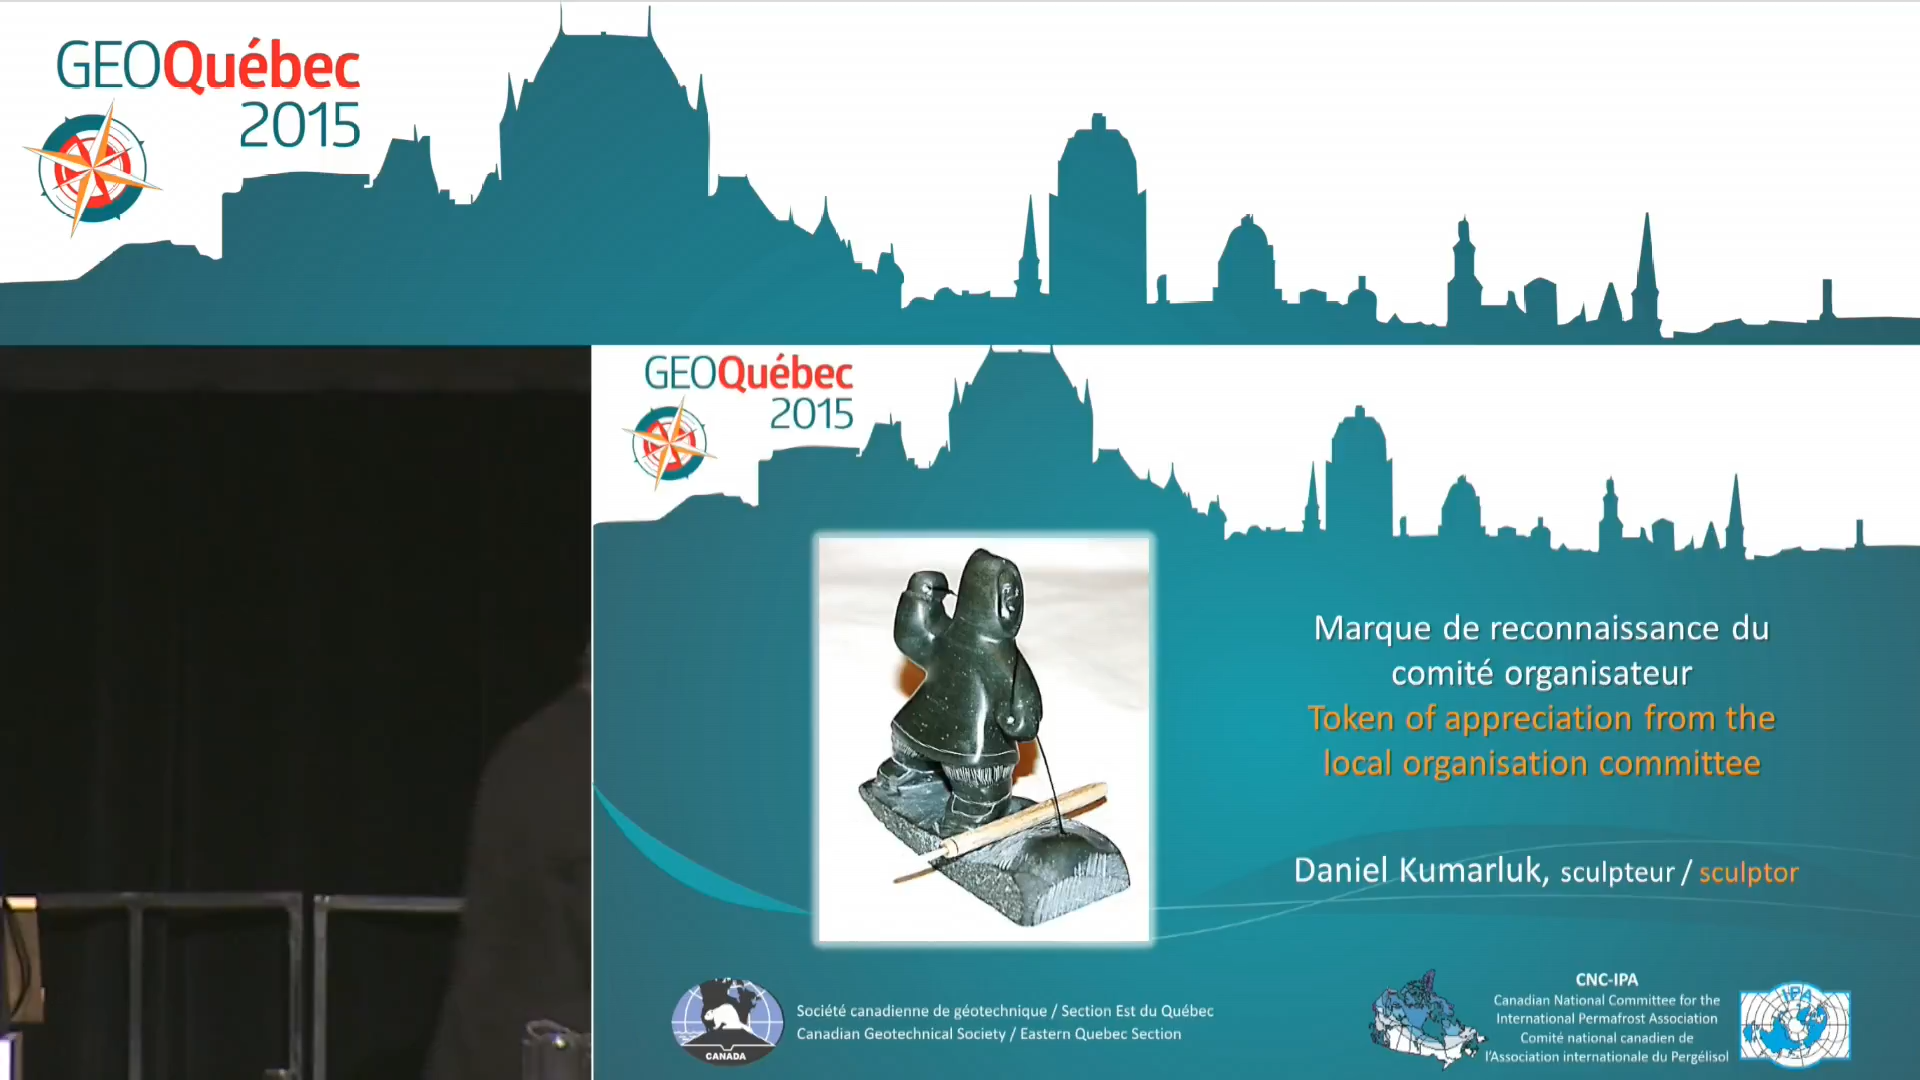 GEOQuébec
2015
GEOQuébec
2015
Marque de reconnaissance du
comité organisateur
Token of appreciation from the
local organisation committee
Daniel Kumarluk, sculpteur / sculptor
CANADA
Société canadienne de géotechnique / Section Est du Québec
Canadian Geotechnical Society / Eastern Quebec Section
CNC-IPA
Canadian National Committee for the
International Permafrost Association
Comité national canadien de
l'Association internationale du Pergélisol
IPA